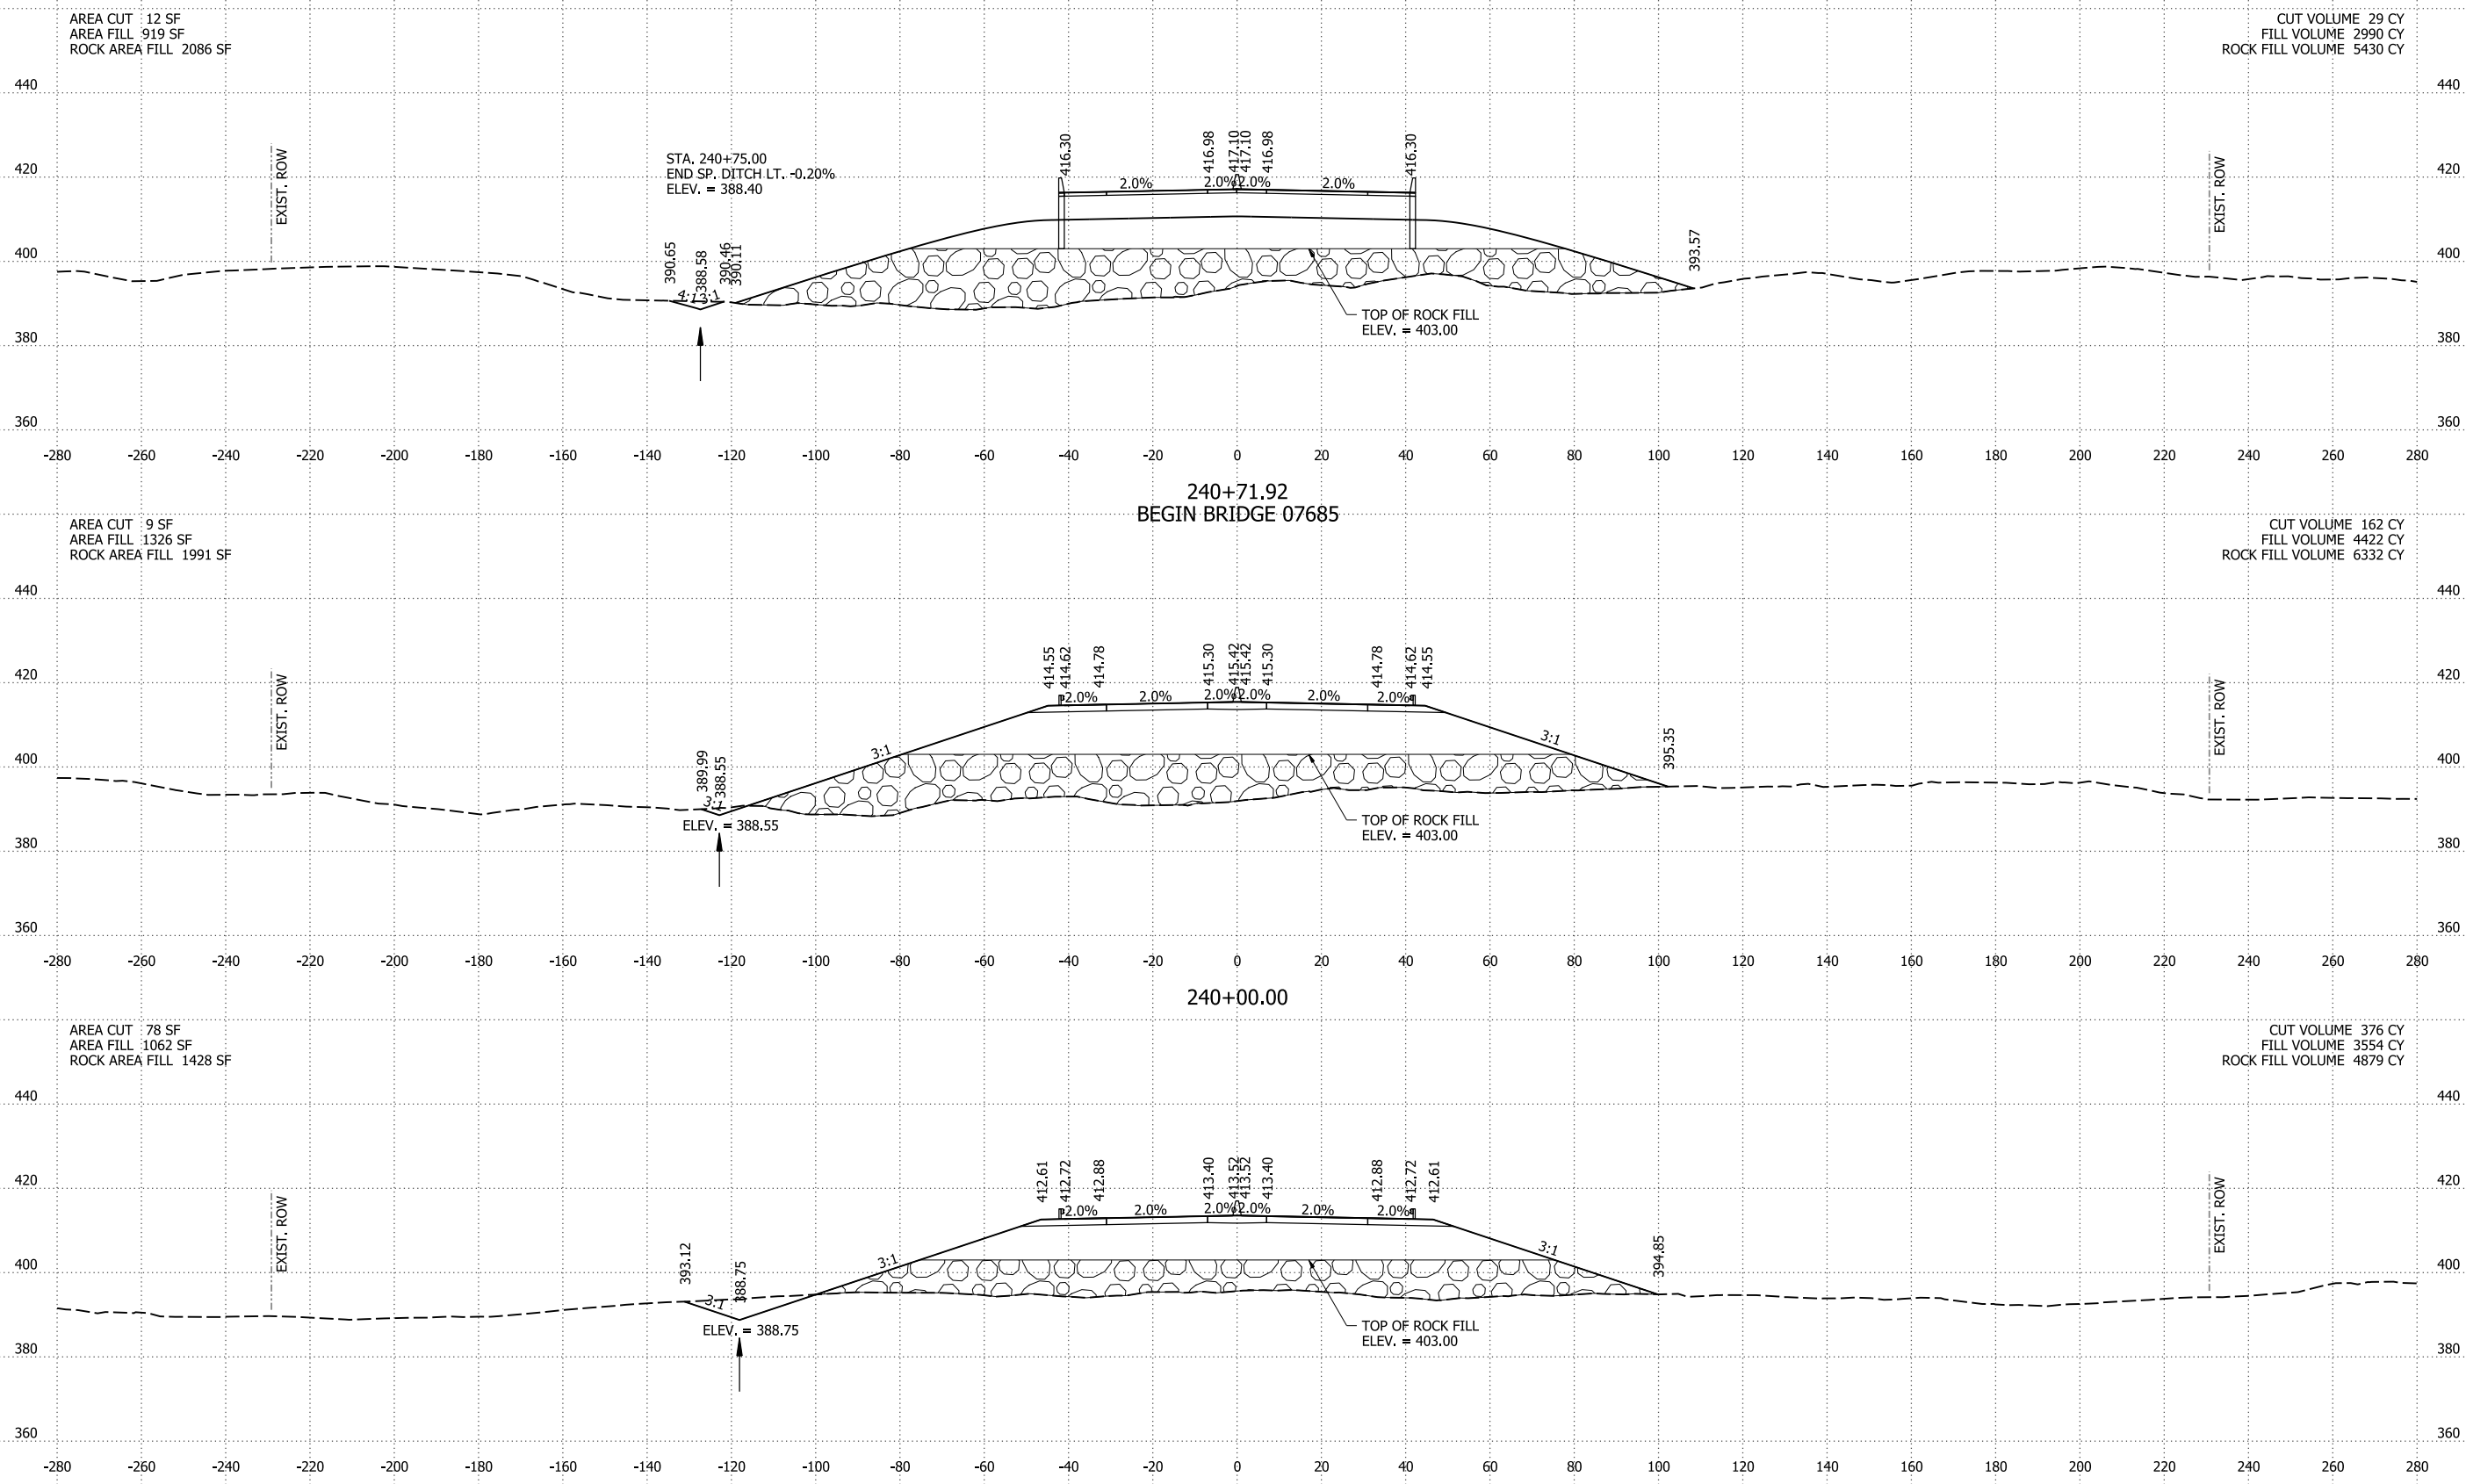 AREA CUT 12 SF
AREA FILL 919 SF
ROCK AREA FILL 2086 SF
CUT VOLUME 29 CY
FILL VOLUME 2990 CY
ROCK FILL VOLUME 5430 CY
440 440
420 420
400 400
380 380
360 360
EXIST. ROW
STA. 240+75.00
END SP. DITCH LT. -0.20%
ELEV. = 388.40
390.65
388.58
390.46
390.11
4:1
3:1
416.30
416.98
417.10
417.10
416.98
416.30
2.0% 2.0% 2.0% 2.0%
393.57
EXIST. ROW
TOP OF ROCK FILL
ELEV. = 403.00
-280 -260 -240 -220 -200 -180 -160 -140 -120 -100 -80 -60 -40 -20 0 20 40 60 80 100 120 140 160 180 200 220 240 260 280
240+71.92
BEGIN BRIDGE 07685
AREA CUT 9 SF
AREA FILL 1326 SF
ROCK AREA FILL 1991 SF
CUT VOLUME 162 CY
FILL VOLUME 4422 CY
ROCK FILL VOLUME 6332 CY
440 440
420 420
400 400
380 380
360 360
EXIST. ROW
389.99
388.55
3:1
ELEV. = 388.55
3:1
414.55
414.62
414.78
415.30
415.42
415.42
415.30
414.78
414.62
414.55
2.0% 2.0% 2.0% 2.0% 2.0% 2.0%
3:1
395.35
EXIST. ROW
TOP OF ROCK FILL
ELEV. = 403.00
-280 -260 -240 -220 -200 -180 -160 -140 -120 -100 -80 -60 -40 -20 0 20 40 60 80 100 120 140 160 180 200 220 240 260 280
240+00.00
AREA CUT 78 SF
AREA FILL 1062 SF
ROCK AREA FILL 1428 SF
CUT VOLUME 376 CY
FILL VOLUME 3554 CY
ROCK FILL VOLUME 4879 CY
440 440
420 420
400 400
380 380
360 360
EXIST. ROW
393.12
388.75
3:1
ELEV. = 388.75
3:1
412.61
412.72
412.88
413.40
413.52
413.52
413.40
412.88
412.72
412.61
2.0% 2.0% 2.0% 2.0% 2.0% 2.0%
3:1
394.85
EXIST. ROW
TOP OF ROCK FILL
ELEV. = 403.00
-280 -260 -240 -220 -200 -180 -160 -140 -120 -100 -80 -60 -40 -20 0 20 40 60 80 100 120 140 160 180 200 220 240 260 280